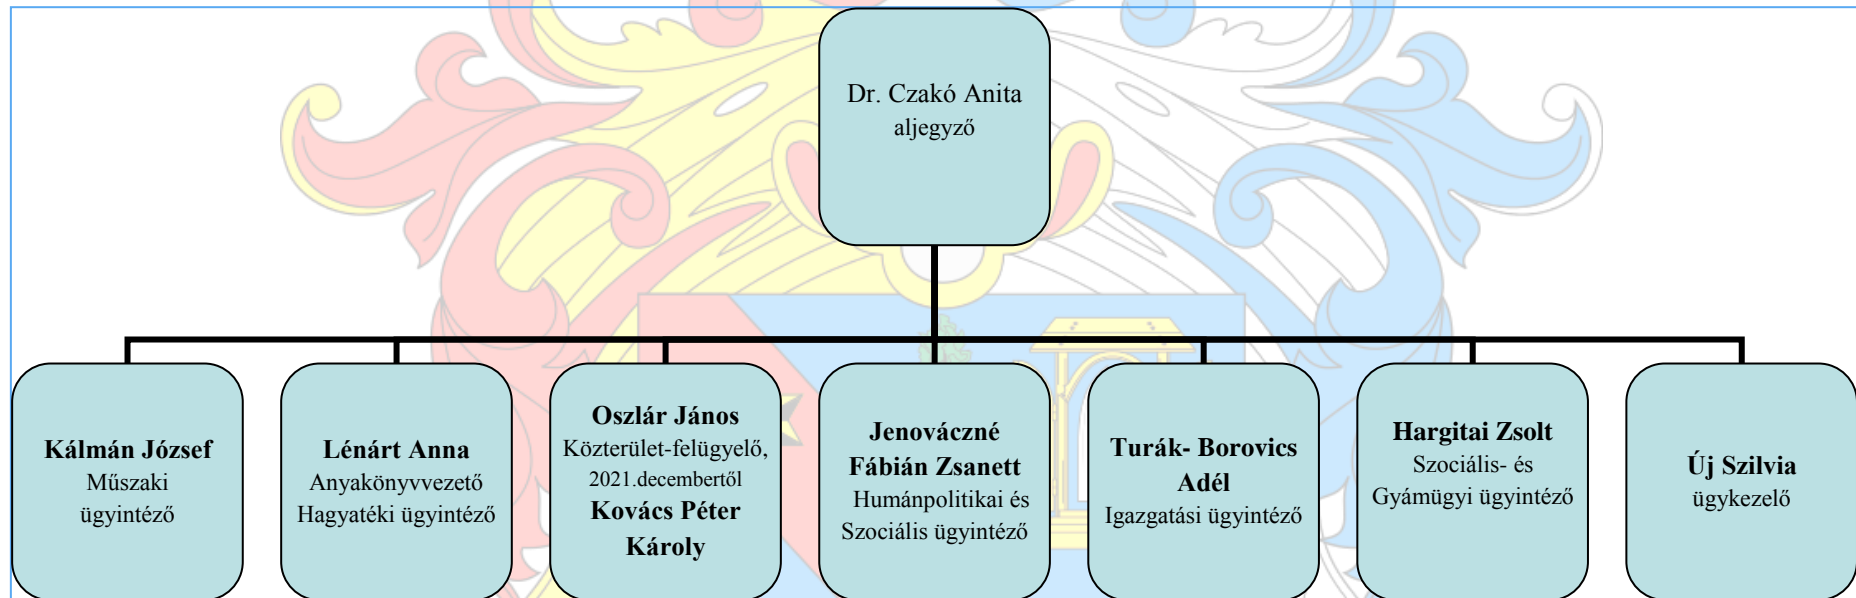 Dr. Czakó Anita
aljegyző
Kálmán József
Műszaki
ügyintéző
Lénárt Anna
Anyakönyvvezető
Hagyatéki ügyintéző
Oszlár János
Közterület-felügyelő,
2021.decembertől
Kovács Péter
Károly
Jenováczné
Fábián Zsanett
Humánpolitikai és
Szociális ügyintéző
Turák- Borovics
Adél
Igazgatási ügyintéző
Hargitai Zsolt
Szociális- és
Gyámügyi ügyintéző
Új Szilvia
ügykezelő